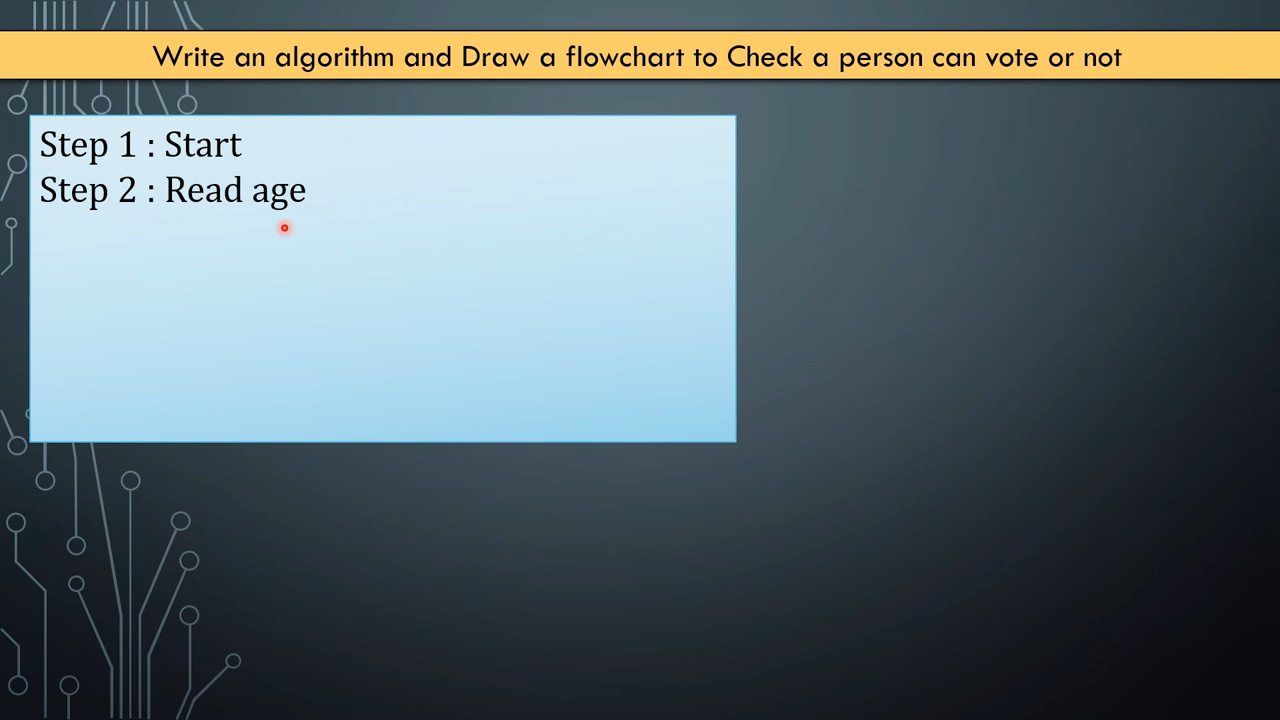 Write an algorithm and Draw a flowchart to Check a person can vote or not
Step 1 : Start
Step 2 : Read age